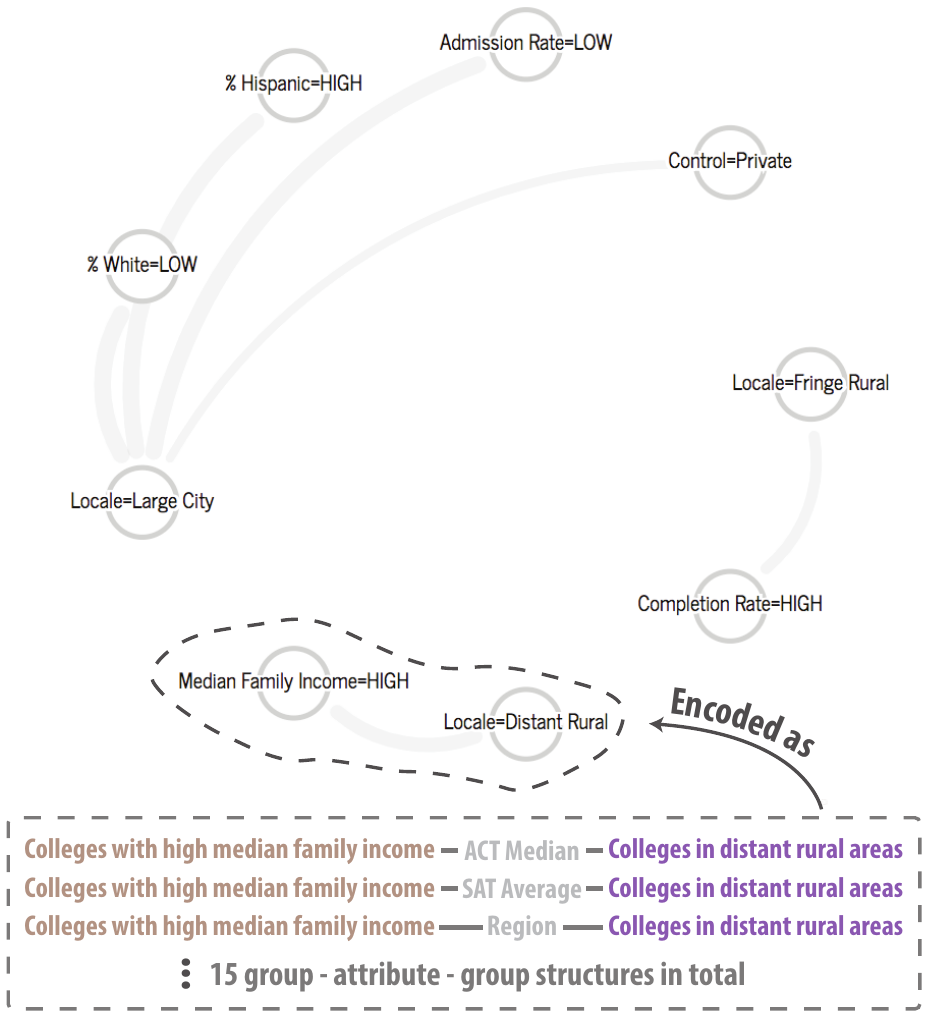 Admission Rate=LOW
% Hispanic=HIGH
Control=Private
% White=LOW
Locale=Fringe Rural
Locale=Large City
Completion Rate=HIGH
Median Family Income=HIGH
Locale=Distant Rural
Encoded as
Colleges with high median family income – ACT Median – Colleges in distant rural areas
Colleges with high median family income – SAT Average – Colleges in distant rural areas
Colleges with high median family income — Region — Colleges in distant rural areas
15 group - attribute - group structures in total